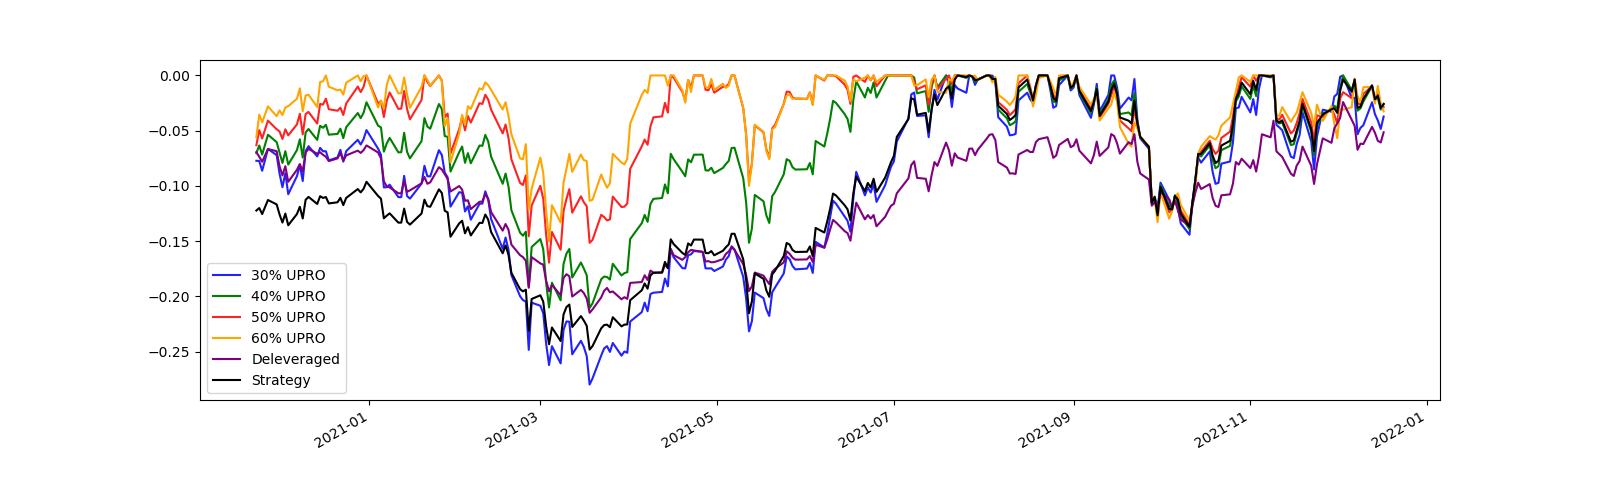 0.00
−0.05
−0.10
−0.15
−0.20
−0.25
30% UPRO
40% UPRO
50% UPRO
60% UPRO
Deleveraged
Strategy
2021-01
2021-03
2021-05
2021-07
2021-09
2021-11
2022-01